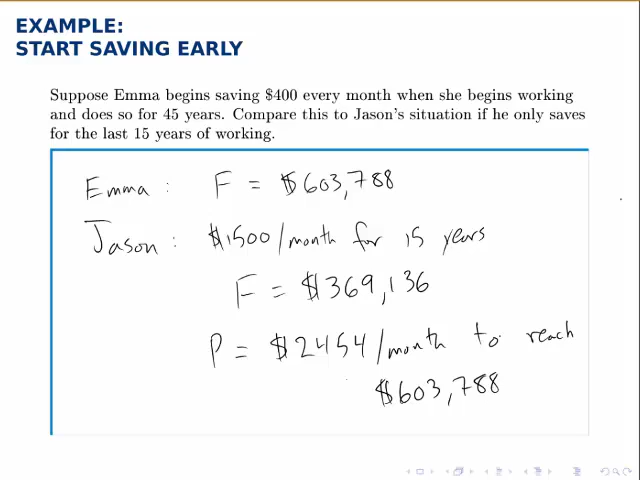 EXAMPLE:
START SAVING EARLY
Suppose Emma begins saving $400 every month when she begins working
and does so for 45 years. Compare this to Jason's situation if he only saves
for the last 15 years of working.
Emma : F = $603,788
Jason : $1500/month for 15 years
F = $369,136
P = $2454/month to reach
$603,788